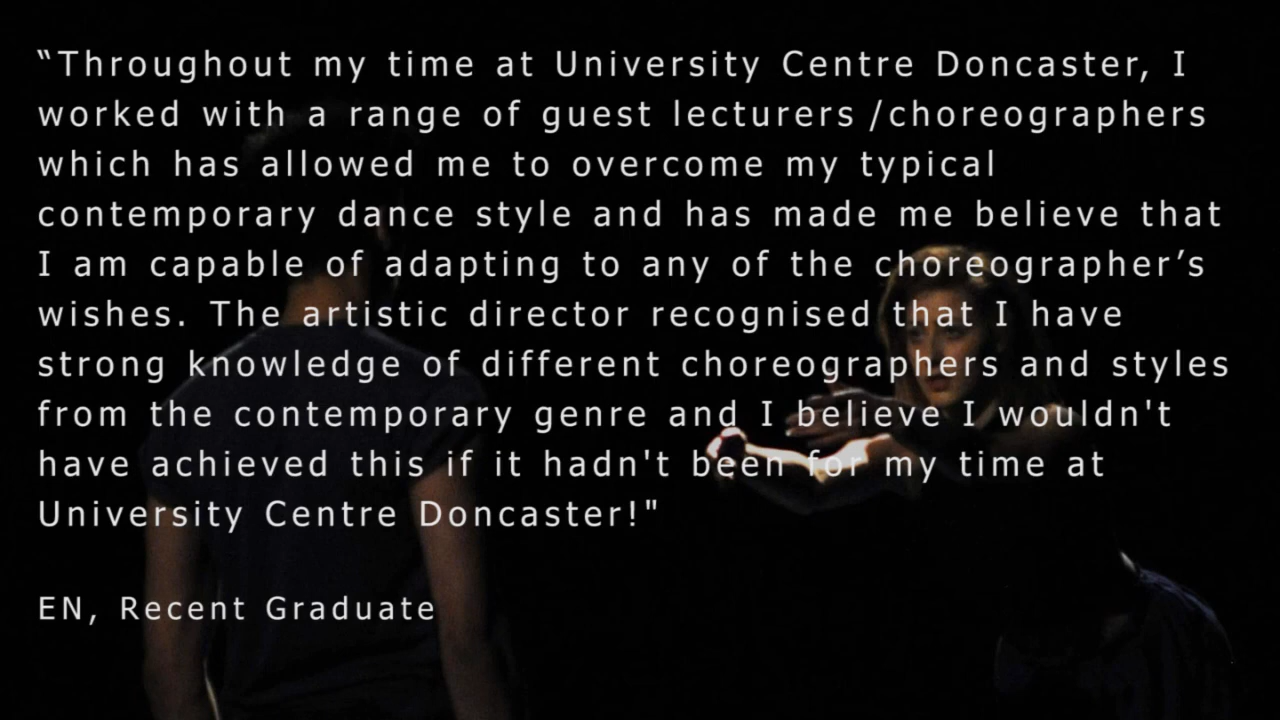 “Throughout my time at University Centre Doncaster, I
worked with a range of guest lecturers /choreographers
which has allowed me to overcome my typical
contemporary dance style and has made me believe that
I am capable of adapting to any of the choreographer’s
wishes. The artistic director recognised that I have
strong knowledge of different choreographers and styles
from the contemporary genre and I believe I wouldn't
have achieved this if it hadn't been for my time at
University Centre Doncaster!"
EN, Recent Graduate